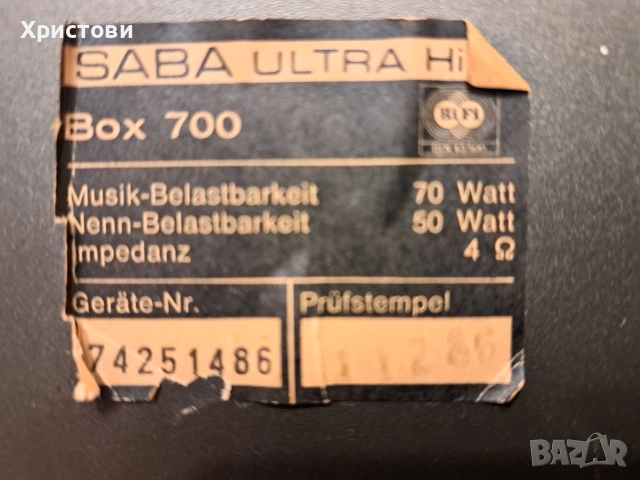 Христови
SABA ULTRA Hi
Box 700
HiFi
Musik-Belastbarkeit 70 Watt
Nenn-Belastbarkeit 50 Watt
Impedanz 4 Ω
Geräte-Nr. Prüfstempel
74251486
BAZAR